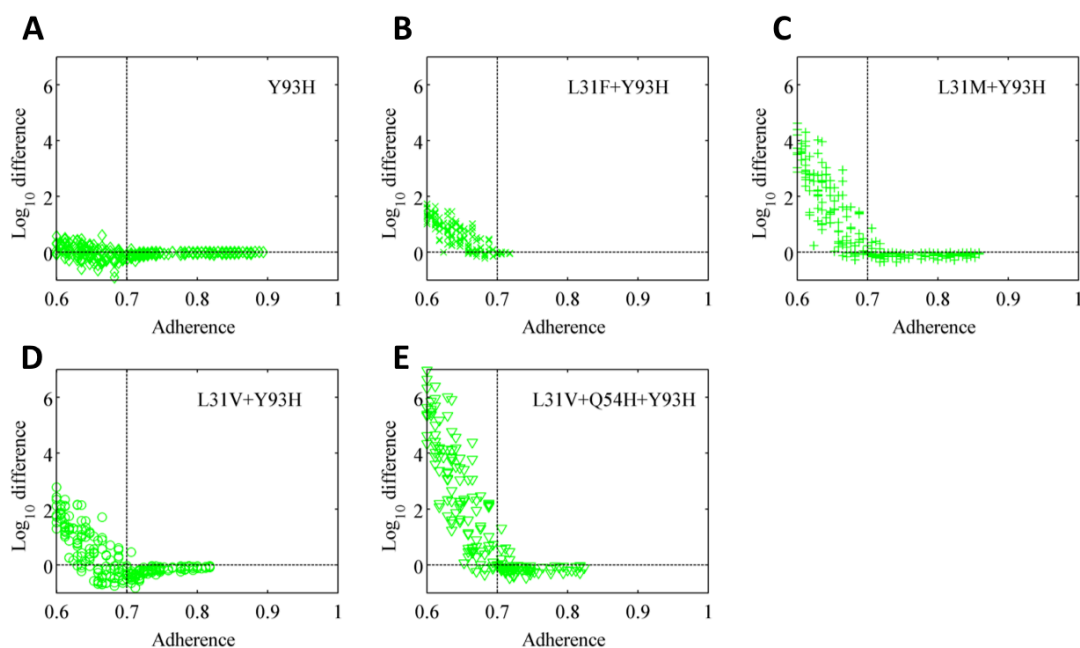 A
Y93H
Log10 difference
6
4
2
0
0.6 0.7 0.8 0.9 1
Adherence
B
L31F+Y93H
Log10 difference
6
4
2
0
0.6 0.7 0.8 0.9 1
Adherence
C
L31M+Y93H
Log10 difference
6
4
2
0
0.6 0.7 0.8 0.9 1
Adherence
D
L31V+Y93H
Log10 difference
6
4
2
0
0.6 0.7 0.8 0.9 1
Adherence
E
L31V+Q54H+Y93H
Log10 difference
6
4
2
0
0.6 0.7 0.8 0.9 1
Adherence